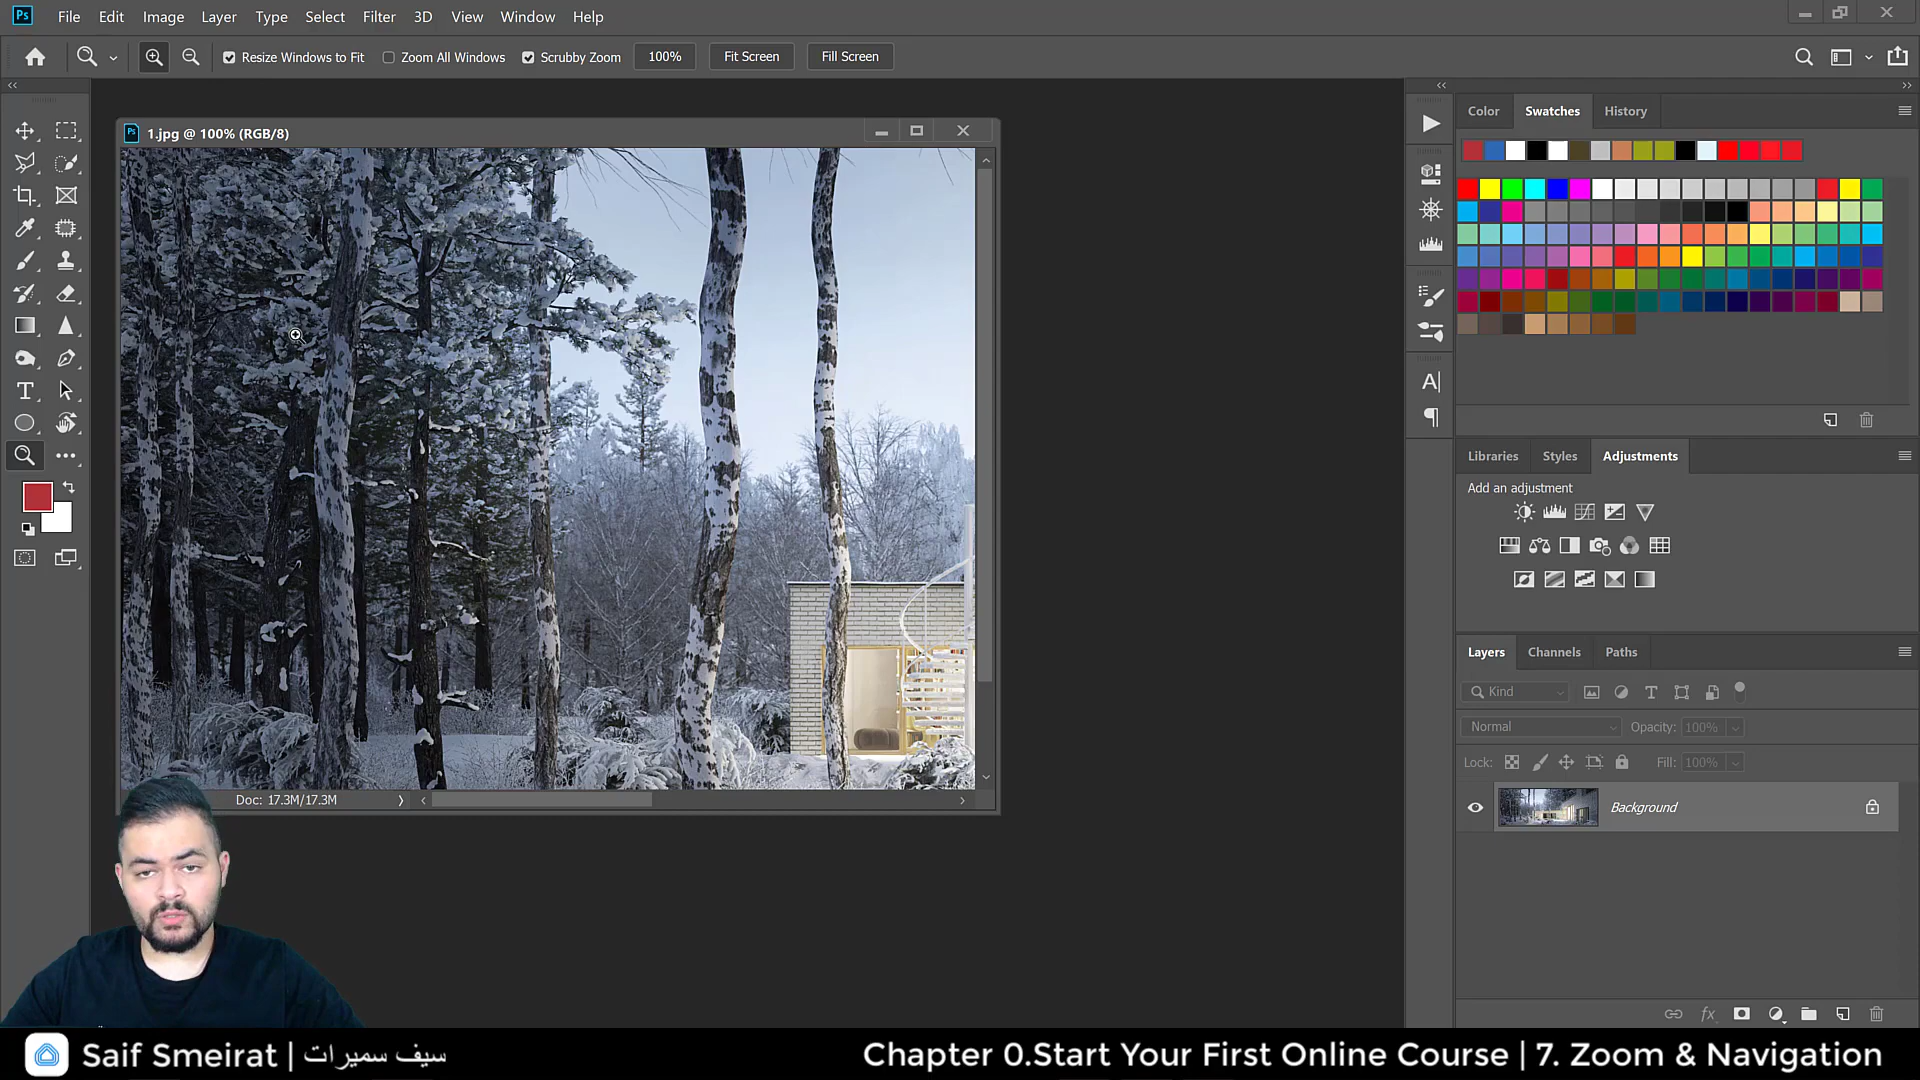 Ps File Edit Image Layer Type Select Filter 3D View Window Help
Resize Windows to Fit Zoom All Windows Scrubby Zoom 100% Fit Screen Fill Screen
Color Swatches History
Ps 1.jpg @ 100% (RGB/8)
Libraries Styles Adjustments
Add an adjustment
Layers Channels Paths
Kind
Normal Opacity: 100%
Lock: Fill: 100%
Background
Doc: 17.3M/17.3M
fx
Saif Smeirat | سيف سميرات
Chapter 0.Start Your First Online Course | 7. Zoom & Navigation